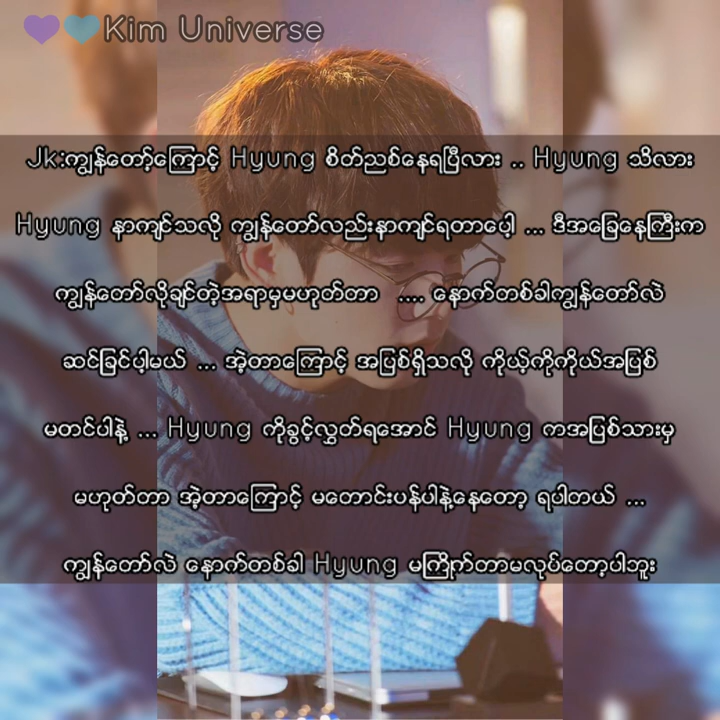 Kim Universe
Jk:ကျွန်တော့်ကြောင့် Hyung စိတ်ညစ်နေရပြီလား .. Hyung သိလား
Hyung နာကျင်သလို ကျွန်တော်လည်းနာကျင်ရတာပေါ့ ... ဒီအခြေနေကြီးက
ကျွန်တော်လိုချင်တဲ့အရာမှမဟုတ်တာ .... နောက်တစ်ခါကျွန်တော်လဲ
ဆင်ခြင်ပါ့မယ် ... အဲ့တာကြောင့် အပြစ်ရှိသလို ကိုယ့်ကိုကိုယ်အပြစ်
မတင်ပါနဲ့ ... Hyung ကိုခွင့်လွှတ်ရအောင် Hyung ကအပြစ်သားမှ
မဟုတ်တာ အဲ့တာကြောင့် မတောင်းပန်ပါနဲ့နေတော့ ရပါတယ် ...
ကျွန်တော်လဲ နောက်တစ်ခါ Hyung မကြိုက်တာမလုပ်တော့ပါဘူး